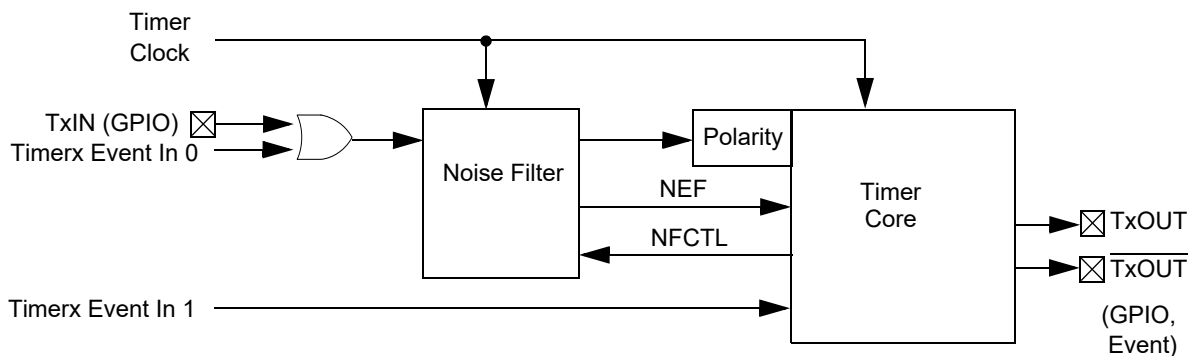 Timer
Clock
TxIN (GPIO)
Timerx Event In 0
Noise Filter
Polarity
NEF
NFCTL
Timer
Core
TxOUT
TxOUT
Timerx Event In 1
(GPIO,
Event)